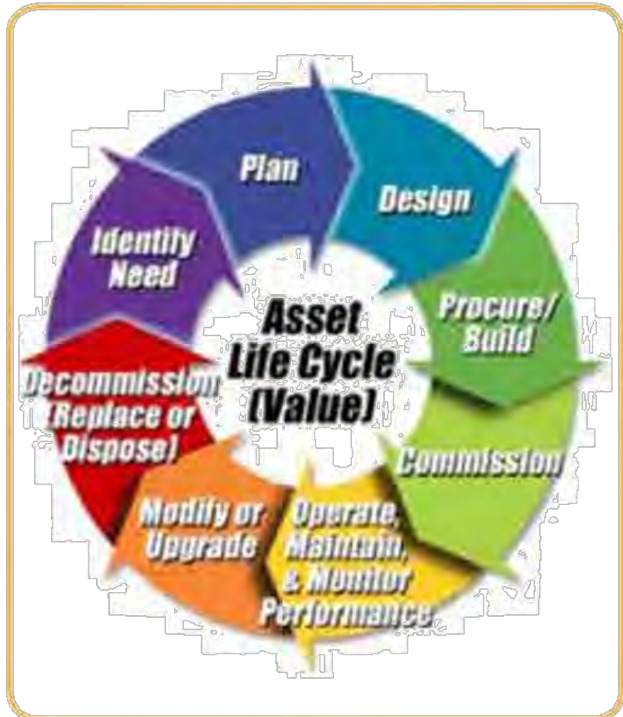 Asset
Life Cycle
(Value)
Identify
Need
Plan
Design
Procure/
Build
Commission
Operate,
Maintain,
& Monitor
Performance
Modify or
Upgrade
Decommission
(Replace or
Dispose)